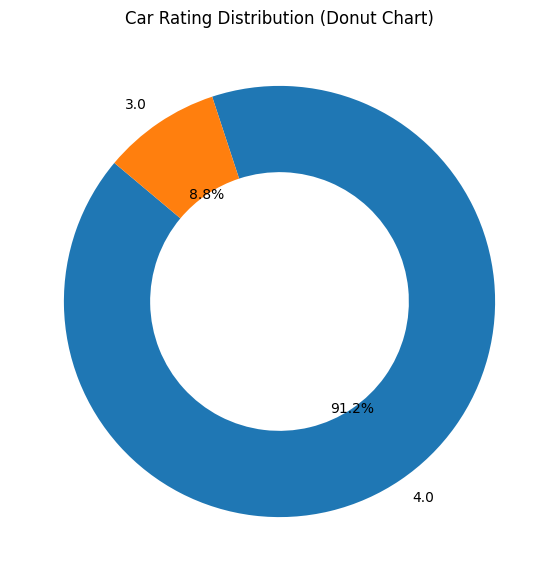 Car Rating Distribution (Donut Chart)
3.0
8.8%
91.2%
4.0